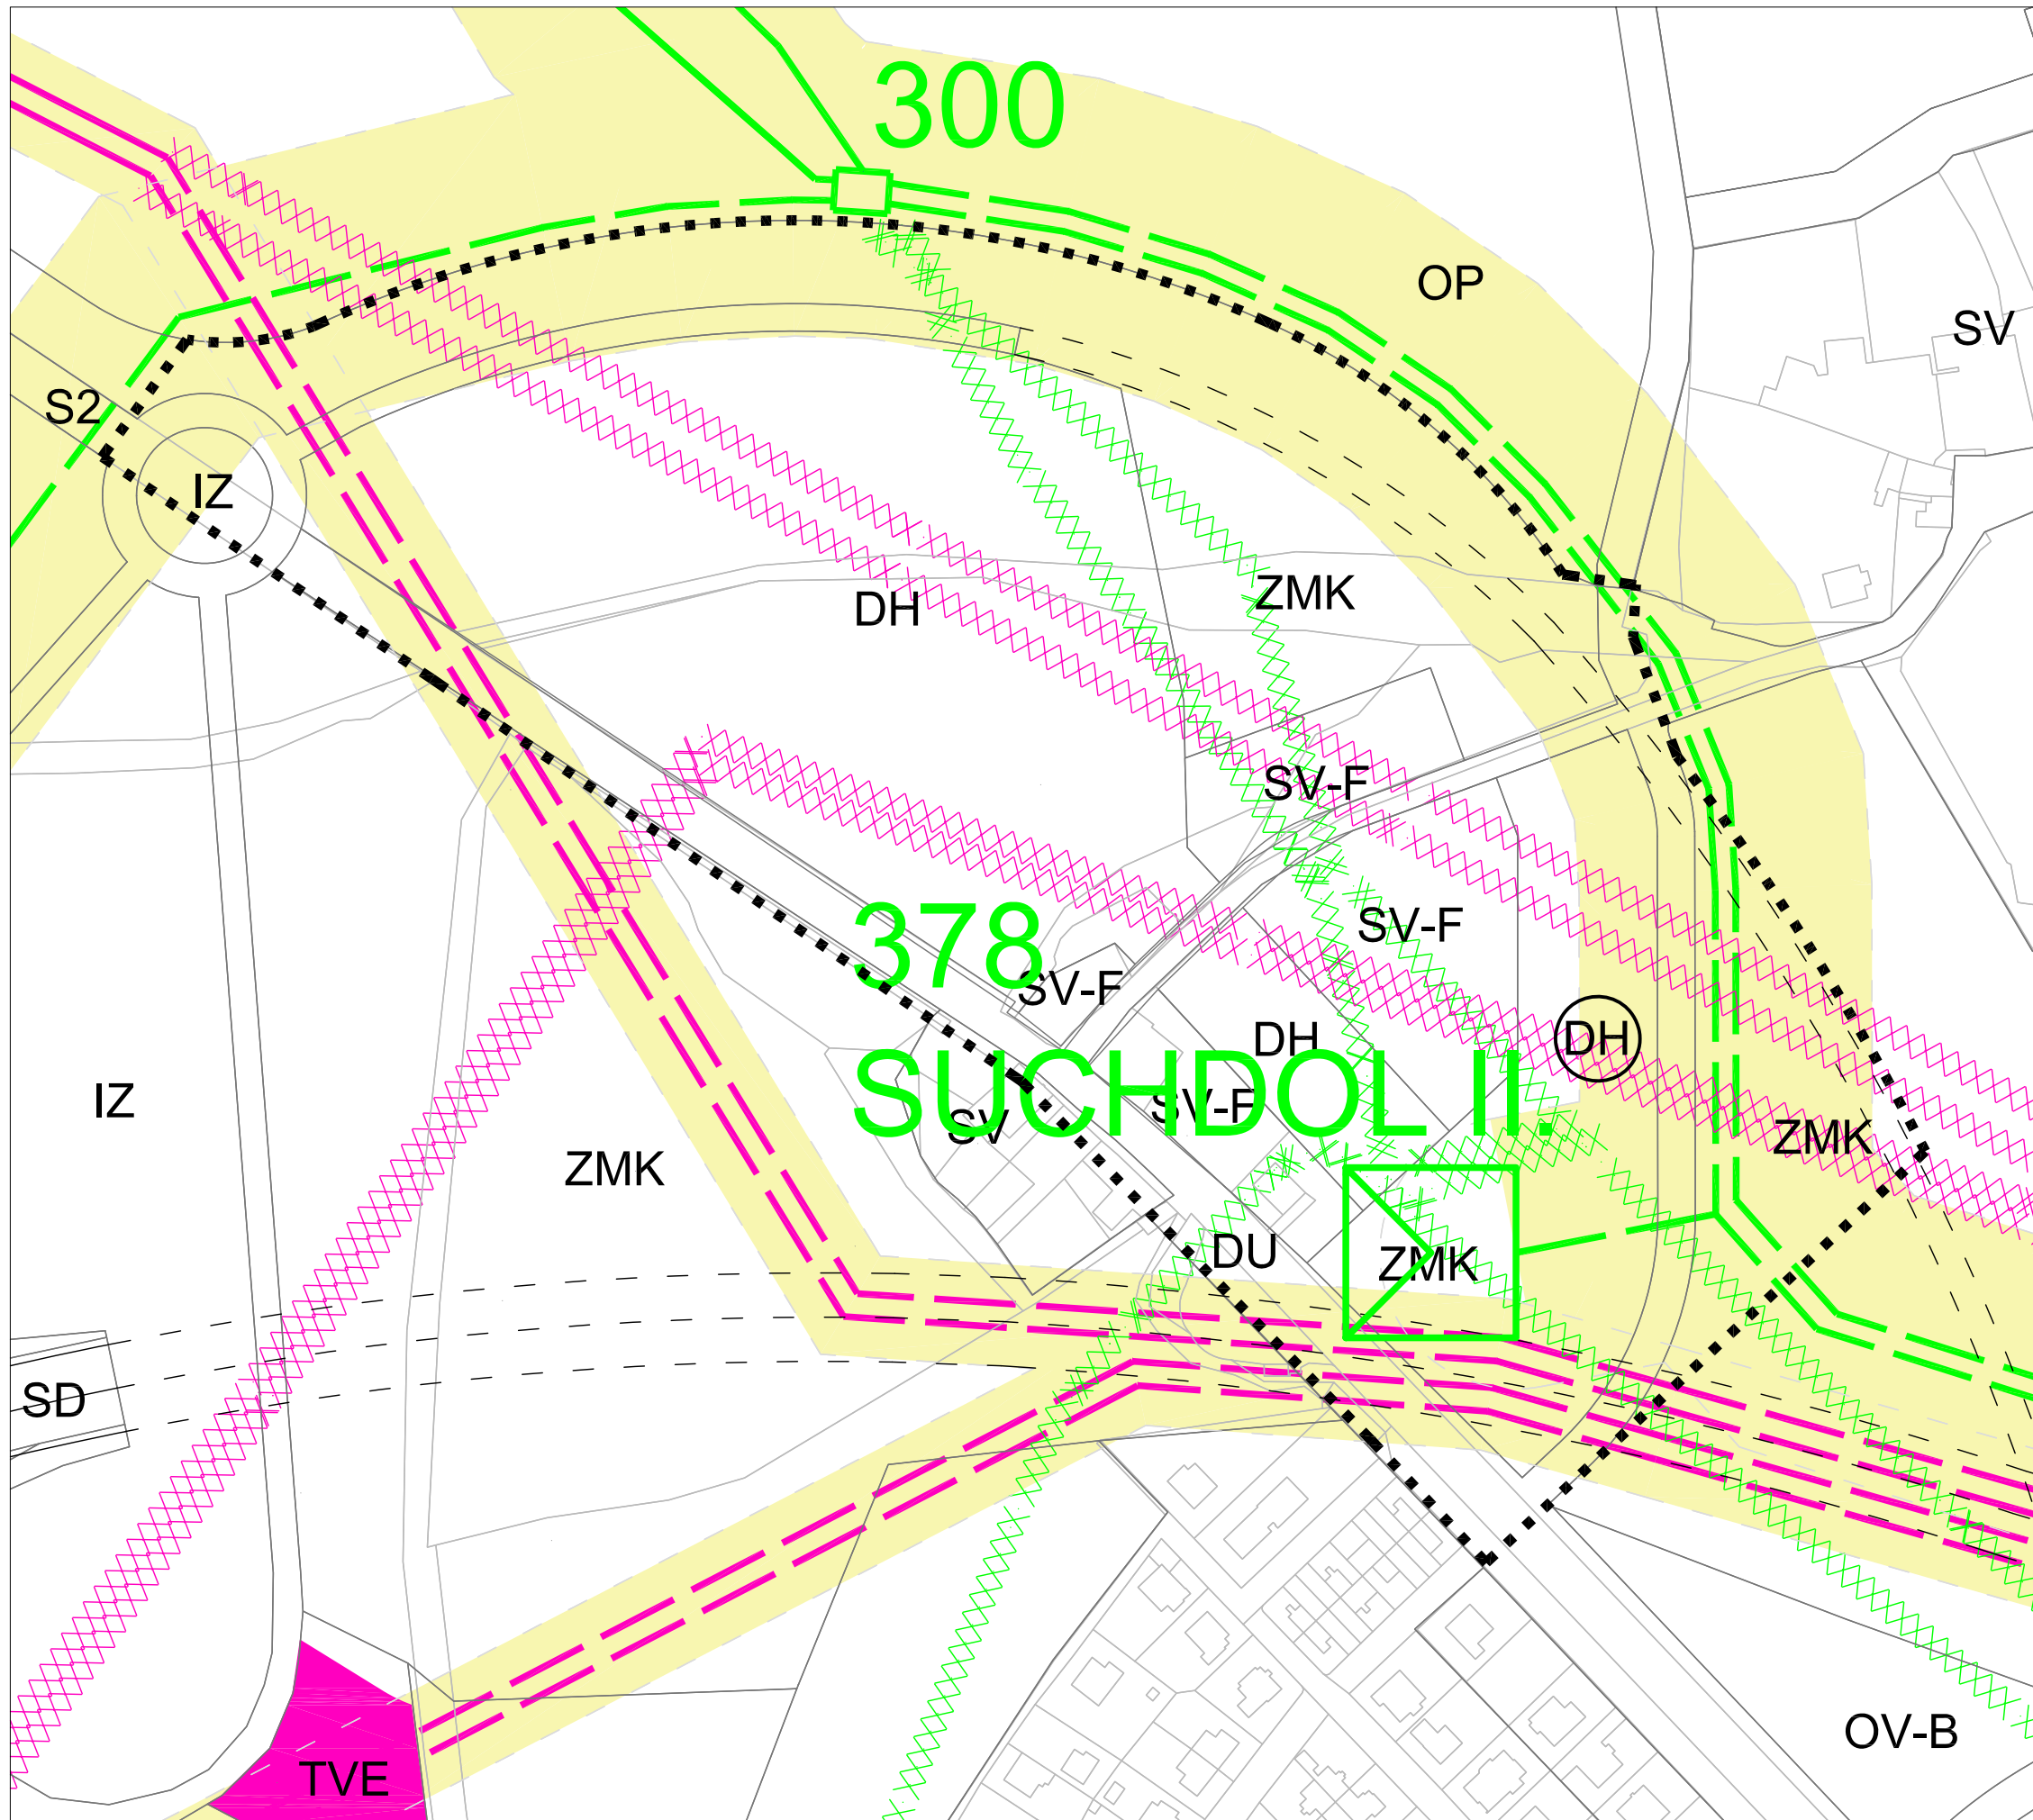 300
OP
SV
S2
IZ
ZMK
DH
SV-F
SV-F
378
SV-F
DH
DH
SUCHDOL II.
IZ
SV
SV-F
ZMK
ZMK
DU
ZMK
SD
OV-B
TVE